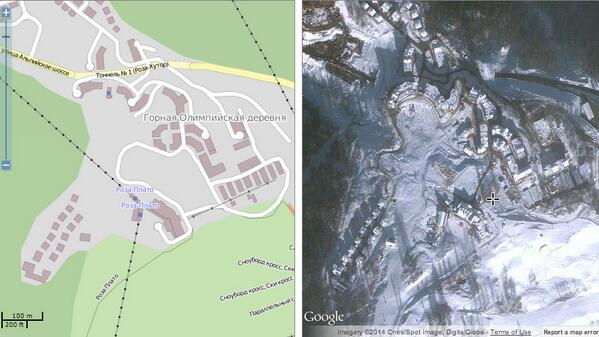 улица Альпийское шоссе
Тоннель № 1 (Роза-Хутор)
Горная Олимпийская деревня
Роза Плато
Роза-Плато
Роза Плато
Сноуборд кросс, Ски
Сноуборд кросс, Ски кросс
Параллельный с
100 m
200 ft
Google
Imagery ©2014 Cnes/Spot Image, DigitalGlobe -
Terms of Use
Report a map error